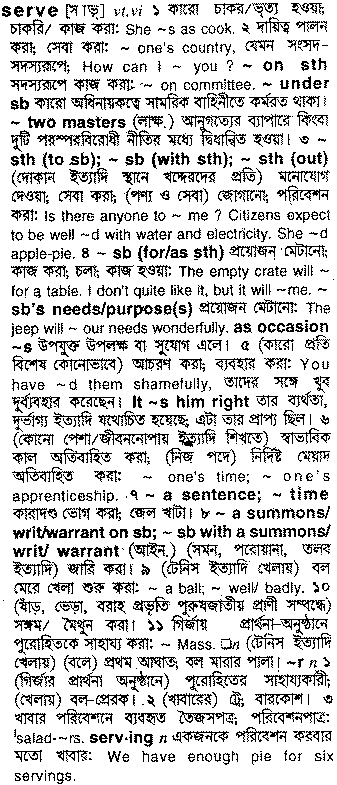 serve [সাভ্] vt,vi ১ কারো চাকর/ভৃত্য হওয়া;
চাকরি/ কাজ করা: She ~s as cook. ২ দায়িত্ব পালন
করা; সেবা করা: ~ one's country, যেমন সংসদ-
সদস্যরূপে; How can I ~ you ? ~ on sth
সদস্যরূপে কাজ করা: ~ on committee. ~ under
sb কারো অধিনায়কত্বে সামরিক বাহিনীতে কর্মরত থাকা।
~ two masters (লাক্ষ.) আনুগত্যের ব্যাপারে কিংবা
দুটি পরস্পরবিরোধী নীতির মধ্যে দ্বিধান্বিত হওয়া। ৩ ~
sth (to sb); ~ sb (with sth); ~ sth (out)
(দোকান ইত্যাদি স্থানে খদ্দেরদের প্রতি) মনোযোগ
দেওয়া; সেবা করা; (পণ্য ও সেবা) জোগানো; পরিবেশন
করা: Is there anyone to ~ me ? Citizens expect
to be well ~d with water and electricity. She ~d
apple-pie. ৪ ~ sb (for/as sth) প্রয়োজন মেটানো;
কাজ করা; চলা; কাজ হওয়া: The empty crate will ~
for a table. I don't quite like it, but it will ~me. ~
sb's needs/purpose(s) প্রয়োজন মেটানো: The
jeep will ~ our needs wonderfully. as occasion
~s উপযুক্ত উপলক্ষ বা সুযোগ এলে। ৫ (কারো প্রতি
বিশেষ কোনোভাবে) আচরণ করা; ব্যবহার করা: You
have ~d them shamefully, তাদের সঙ্গে খুব
দুর্ব্যবহার করেছেন। It ~s him right তার ব্যর্থতা,
দুর্ভাগ্য ইত্যাদি যথোচিত হয়েছে; এটা তার প্রাপ্য ছিল। ৬
(কোনো পেশা/জীবনোপায় ইত্যাদি শিখতে) স্বাভাবিক
কাল অতিবাহিত করা; (নিজ পদে) নির্দিষ্ট মেয়াদ
অতিবাহিত করা: ~ one's time; ~ one's
apprenticeship. ৭ ~ a sentence; ~ time
কারাদণ্ড ভোগ করা; জেল খাটা। ৮ ~ a summons/
writ/warrant on sb; ~ sb with a summons/
writ/ warrant (আইন.) (সমন, পরোয়ানা, তলব
ইত্যাদি) জারি করা। ৯ (টেনিস ইত্যাদি খেলায়) বল
মেরে খেলা শুরু করা: ~ a ball; ~ well/ badly. ১০
(ষাঁড়, ভেড়া, বরাহ প্রভৃতি পুরুষজাতীয় প্রাণী সম্বন্ধে)
সঙ্গম/ মৈথুন করা। ১১ গির্জায় প্রার্থনা-অনুষ্ঠানে
পুরোহিতকে সাহায্য করা: ~ Mass. □n (টেনিস ইত্যাদি
খেলায়) (বলে) প্রথম আঘাত; বল মারার পালা। ~r n ১
(গির্জার প্রার্থনা অনুষ্ঠানে) পুরোহিতের সাহায্যকারী;
(খেলায়) বল-প্রেরক। ২ (খাবারের) ট্রে; বারকোশ। ৩
খাবার পরিবেশনে ব্যবহৃত তৈজসপত্র; পরিবেশনপাত্র:
ˈsalad-~rs. serv·ing n একজনকে পরিবেশন করবার
মতো খাবার: We have enough pie for six
servings.